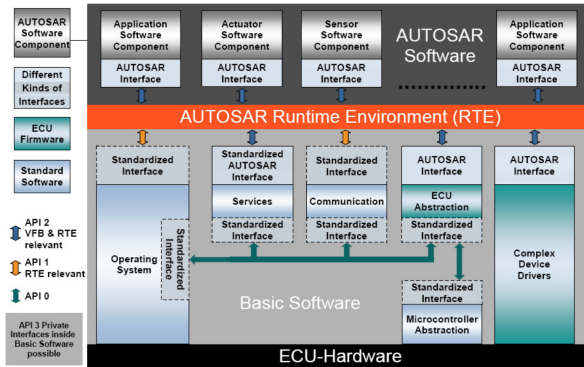 AUTOSAR
Software
Component
Different
Kinds of
Interfaces
ECU
Firmware
Standard
Software
API 2
VFB & RTE
relevant
API 1
RTE relevant
API 0
API 3 Private
Interfaces inside
Basic Software
possible
Application
Software
Component
AUTOSAR
Interface
Actuator
Software
Component
AUTOSAR
Interface
Sensor
Software
Component
AUTOSAR
Interface
AUTOSAR
Software
Application
Software
Component
AUTOSAR
Interface
AUTOSAR Runtime Environment (RTE)
Standardized
Interface
Operating
System
Standardized
Interface
Standardized
AUTOSAR
Interface
Services
Standardized
Interface
Standardized
Interface
Communication
Standardized
Interface
AUTOSAR
Interface
ECU
Abstraction
Standardized
Interface
Standardized
Interface
Microcontroller
Abstraction
AUTOSAR
Interface
Complex
Device
Drivers
Basic Software
ECU-Hardware